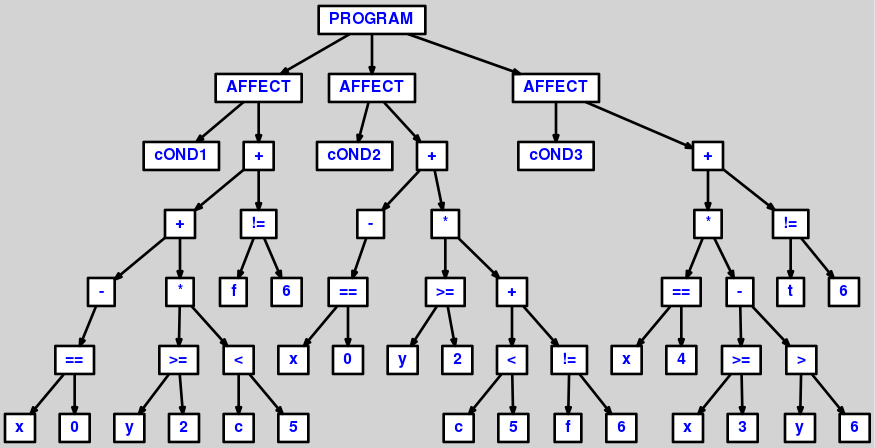 PROGRAM
AFFECT AFFECT AFFECT
cOND1 + cOND2 + cOND3 +
+ != - * * !=
- * f 6 == >= + == - t 6
== >= < x 0 y 2 < != x 4 >= >
x 0 y 2 c 5 c 5 f 6 x 3 y 6